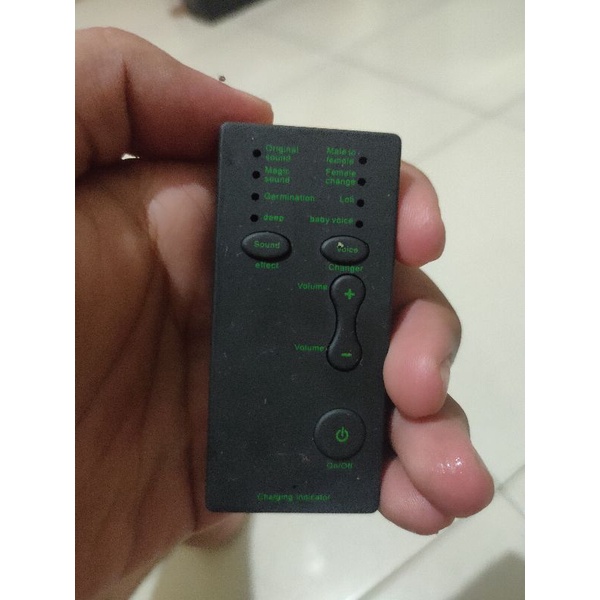 Original
sound
Male to
female
Magic
sound
Female
change
Germination
Loli
deep
baby voice
Sound
Voice
effect
Changer
Volume
+
Volume
-
On/Off
Charging Indicator